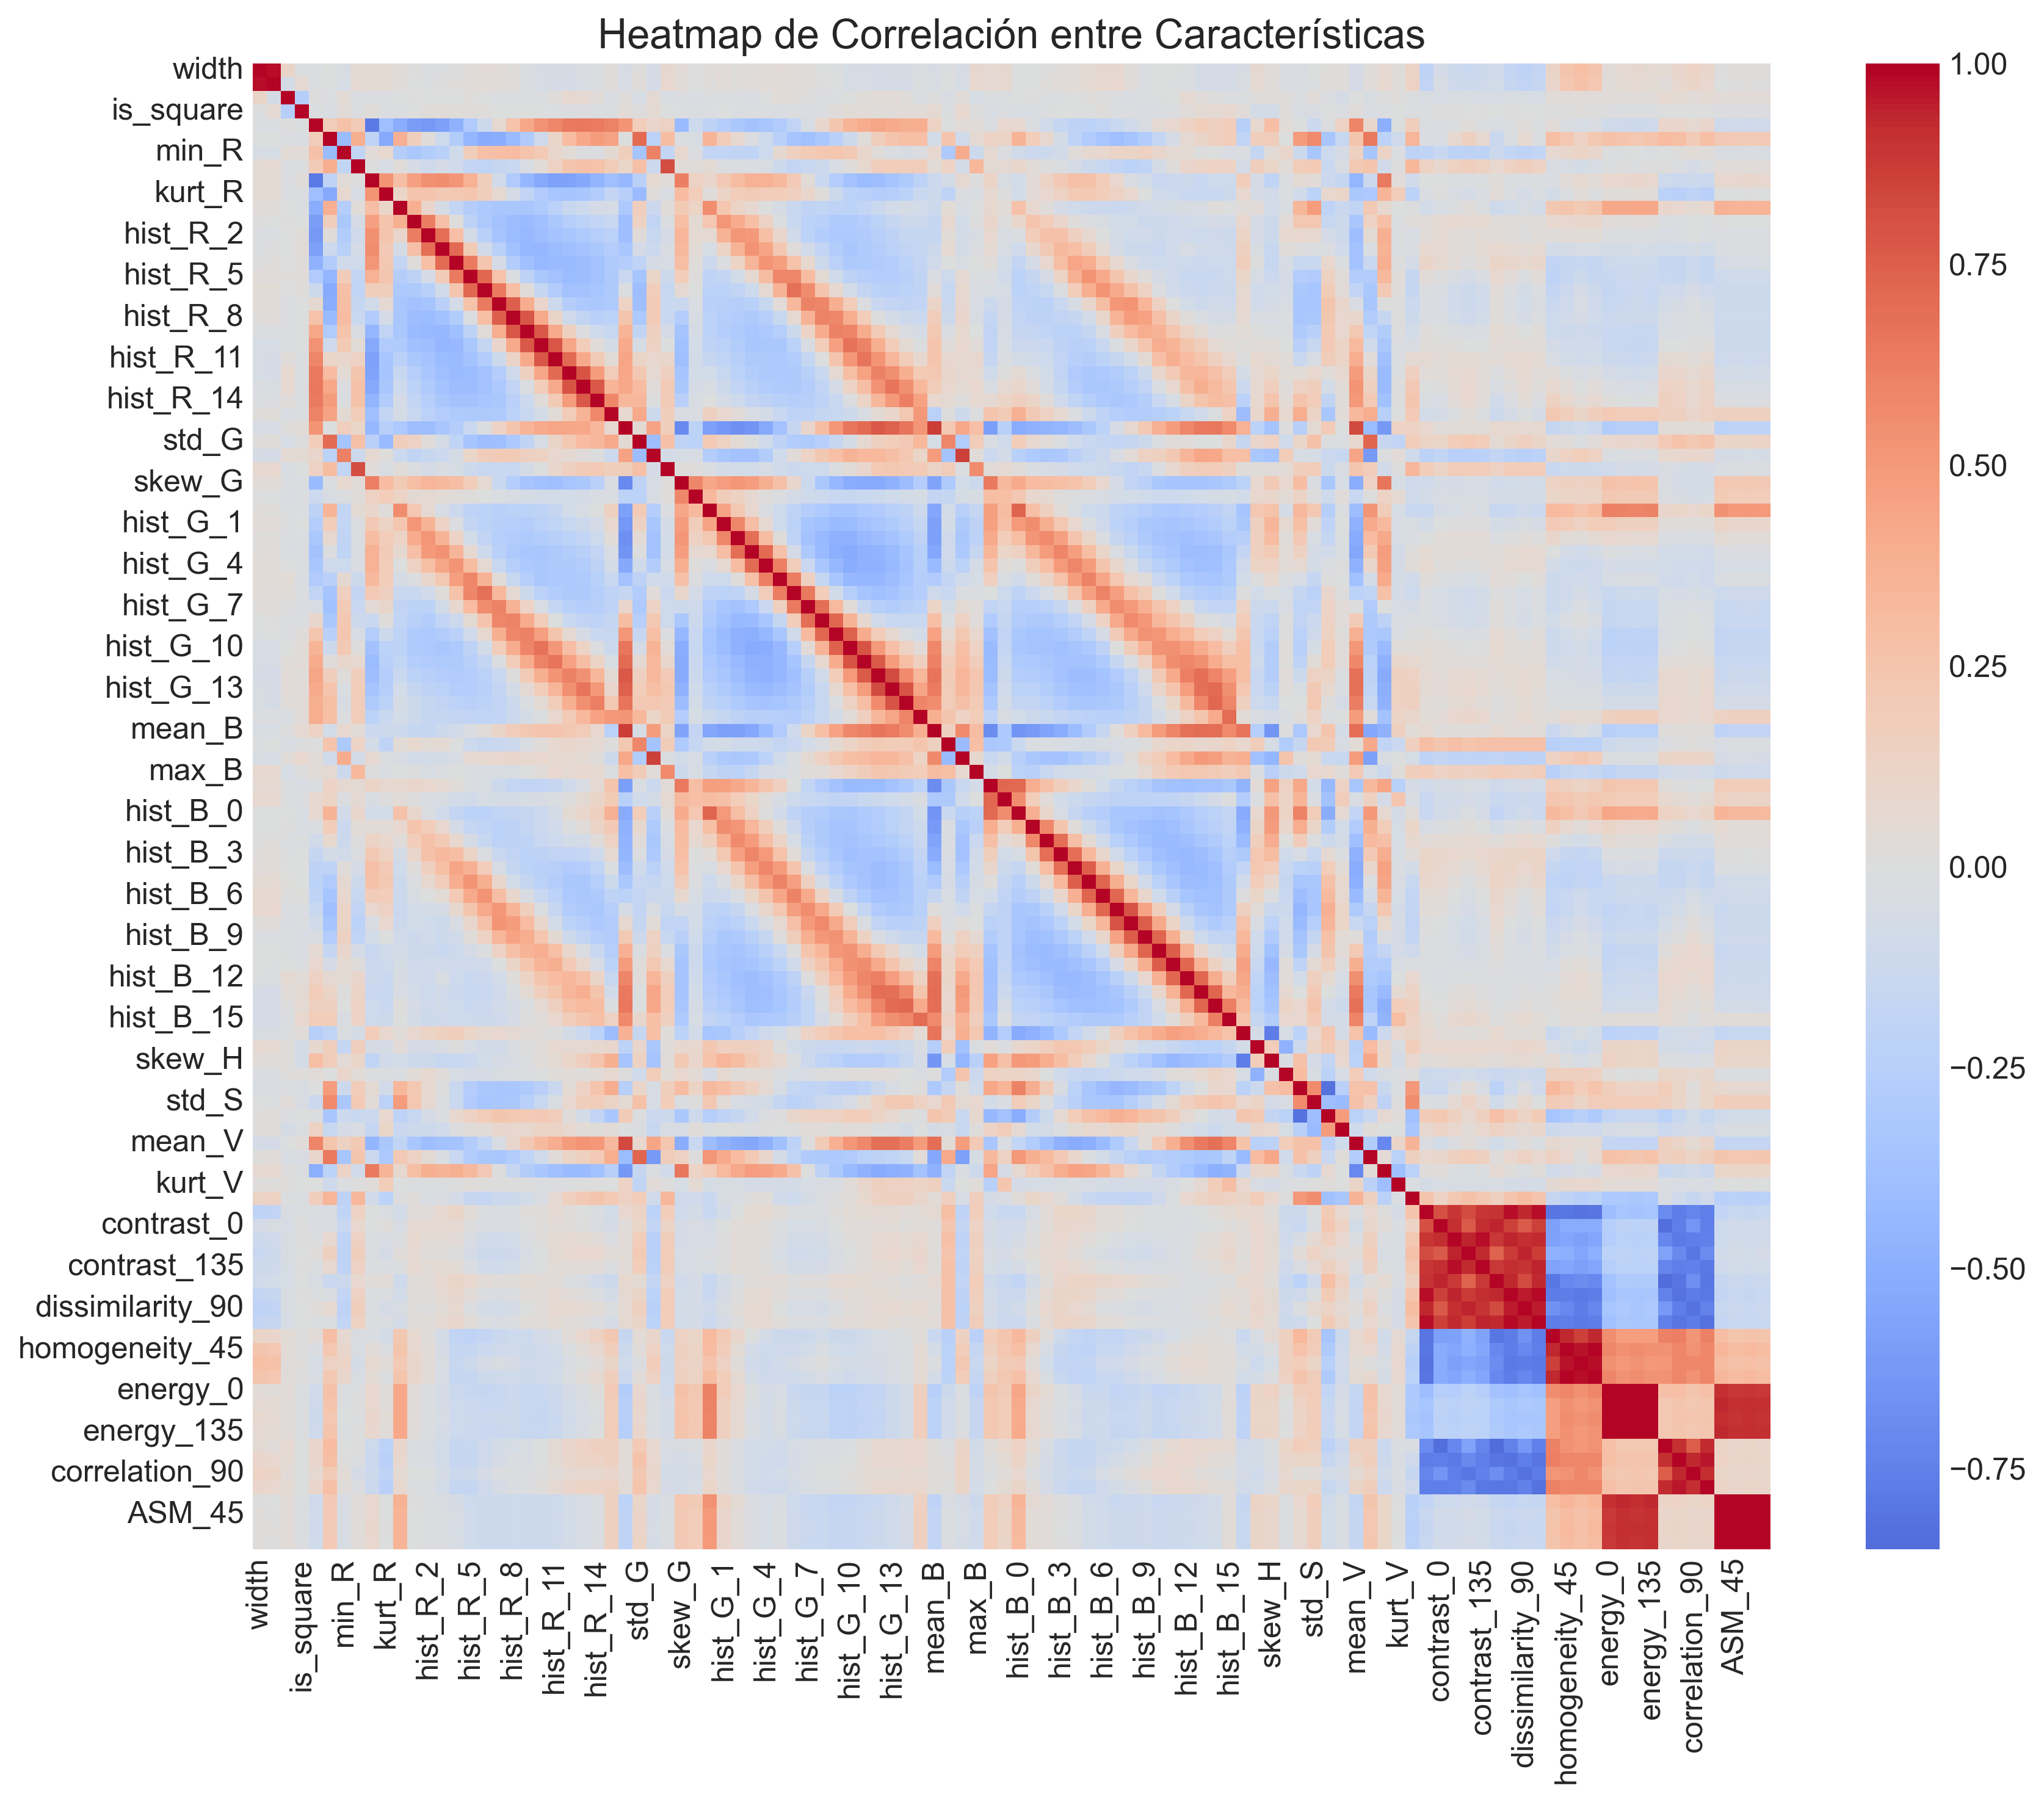 Heatmap de Correlación entre Características
width
is_square
min_R
kurt_R
hist_R_2
hist_R_5
hist_R_8
hist_R_11
hist_R_14
std_G
skew_G
hist_G_1
hist_G_4
hist_G_7
hist_G_10
hist_G_13
mean_B
max_B
hist_B_0
hist_B_3
hist_B_6
hist_B_9
hist_B_12
hist_B_15
skew_H
std_S
mean_V
kurt_V
contrast_0
contrast_135
dissimilarity_90
homogeneity_45
energy_0
energy_135
correlation_90
ASM_45
width
is_square
min_R
kurt_R
hist_R_2
hist_R_5
hist_R_8
hist_R_11
hist_R_14
std_G
skew_G
hist_G_1
hist_G_4
hist_G_7
hist_G_10
hist_G_13
mean_B
max_B
hist_B_0
hist_B_3
hist_B_6
hist_B_9
hist_B_12
hist_B_15
skew_H
std_S
mean_V
kurt_V
contrast_0
contrast_135
dissimilarity_90
homogeneity_45
energy_0
energy_135
correlation_90
ASM_45
1.00
0.75
0.50
0.25
0.00
−0.25
−0.50
−0.75